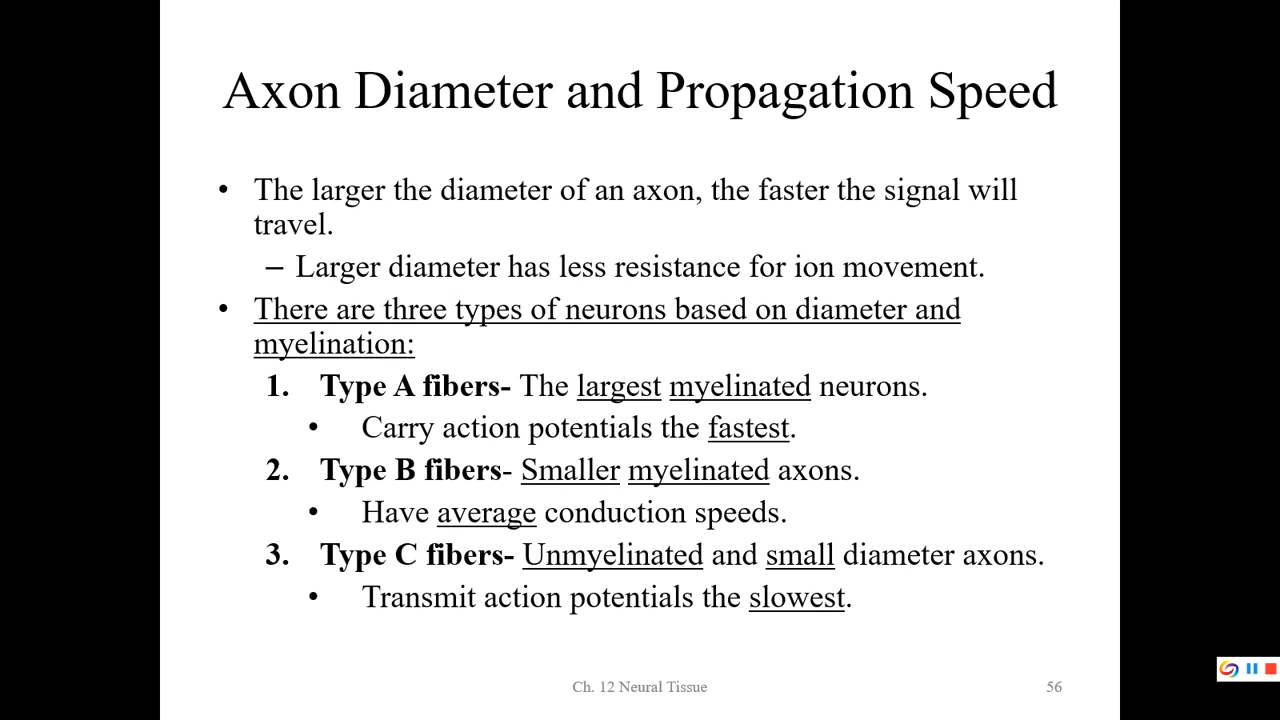 Axon Diameter and Propagation Speed
• The larger the diameter of an axon, the faster the signal will
travel.
– Larger diameter has less resistance for ion movement.
• There are three types of neurons based on diameter and
myelination:
1. Type A fibers- The largest myelinated neurons.
• Carry action potentials the fastest.
2. Type B fibers- Smaller myelinated axons.
• Have average conduction speeds.
3. Type C fibers- Unmyelinated and small diameter axons.
• Transmit action potentials the slowest.
Ch. 12 Neural Tissue
56